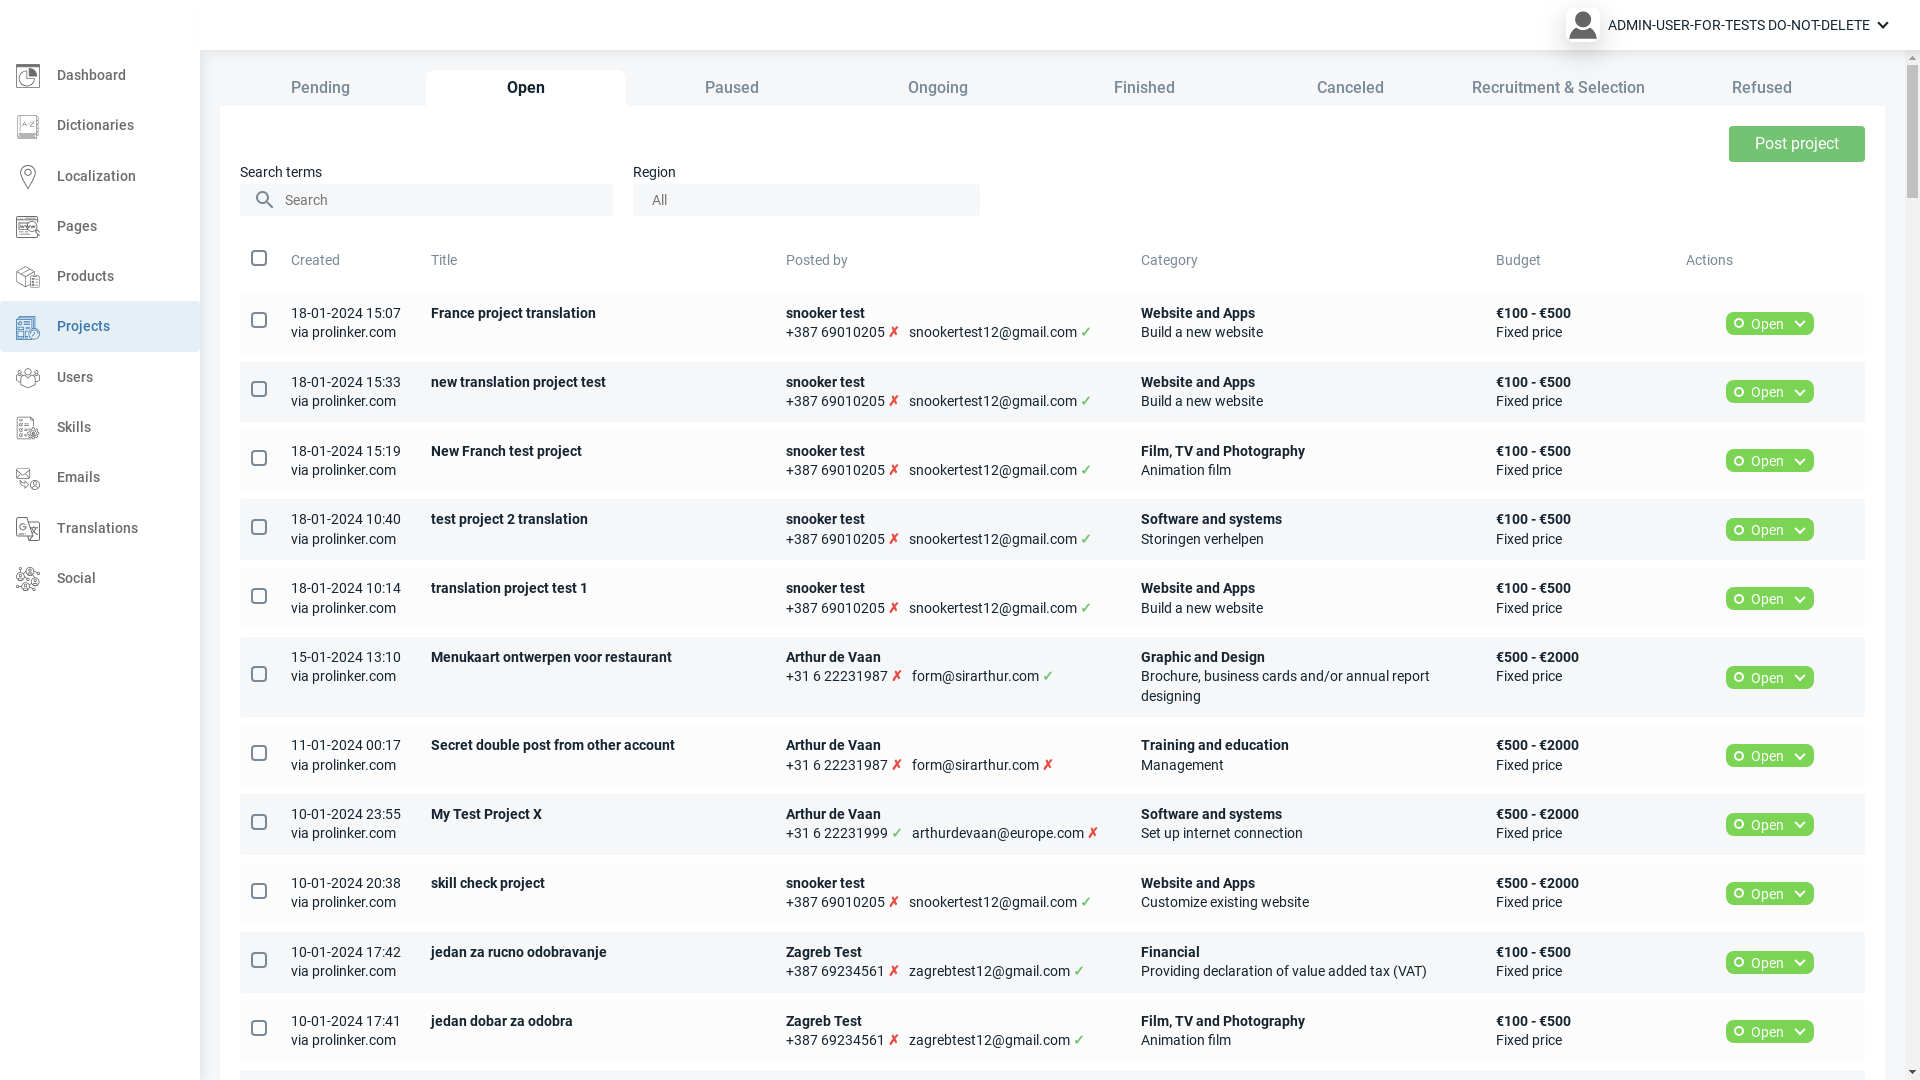 ADMIN-USER-FOR-TESTS DO-NOT-DELETE
Dashboard
Dictionaries
Localization
Pages
Products
Projects
Users
Skills
Emails
Translations
Social
Pending
Open
Paused
Ongoing
Finished
Canceled
Recruitment & Selection
Refused
Post project
Search terms
Region
Search
All
Created Title Posted by Category Budget Actions
18-01-2024 15:07 France project translation snooker test Website and Apps €100 - €500
via prolinker.com +387 69010205 ✗ snookertest12@gmail.com ✓ Build a new website Fixed price Open
18-01-2024 15:33 new translation project test snooker test Website and Apps €100 - €500
via prolinker.com +387 69010205 ✗ snookertest12@gmail.com ✓ Build a new website Fixed price Open
18-01-2024 15:19 New Franch test project snooker test Film, TV and Photography €100 - €500
via prolinker.com +387 69010205 ✗ snookertest12@gmail.com ✓ Animation film Fixed price Open
18-01-2024 10:40 test project 2 translation snooker test Software and systems €100 - €500
via prolinker.com +387 69010205 ✗ snookertest12@gmail.com ✓ Storingen verhelpen Fixed price Open
18-01-2024 10:14 translation project test 1 snooker test Website and Apps €100 - €500
via prolinker.com +387 69010205 ✗ snookertest12@gmail.com ✓ Build a new website Fixed price Open
15-01-2024 13:10 Menukaart ontwerpen voor restaurant Arthur de Vaan Graphic and Design €500 - €2000
via prolinker.com +31 6 22231987 ✗ form@sirarthur.com ✓ Brochure, business cards and/or annual report Fixed price Open
designing
11-01-2024 00:17 Secret double post from other account Arthur de Vaan Training and education €500 - €2000
via prolinker.com +31 6 22231987 ✗ form@sirarthur.com ✗ Management Fixed price Open
10-01-2024 23:55 My Test Project X Arthur de Vaan Software and systems €500 - €2000
via prolinker.com +31 6 22231999 ✓ arthurdevaan@europe.com ✗ Set up internet connection Fixed price Open
10-01-2024 20:38 skill check project snooker test Website and Apps €500 - €2000
via prolinker.com +387 69010205 ✗ snookertest12@gmail.com ✓ Customize existing website Fixed price Open
10-01-2024 17:42 jedan za rucno odobravanje Zagreb Test Financial €100 - €500
via prolinker.com +387 69234561 ✗ zagrebtest12@gmail.com ✓ Providing declaration of value added tax (VAT) Fixed price Open
10-01-2024 17:41 jedan dobar za odobra Zagreb Test Film, TV and Photography €100 - €500
via prolinker.com +387 69234561 ✗ zagrebtest12@gmail.com ✓ Animation film Fixed price Open